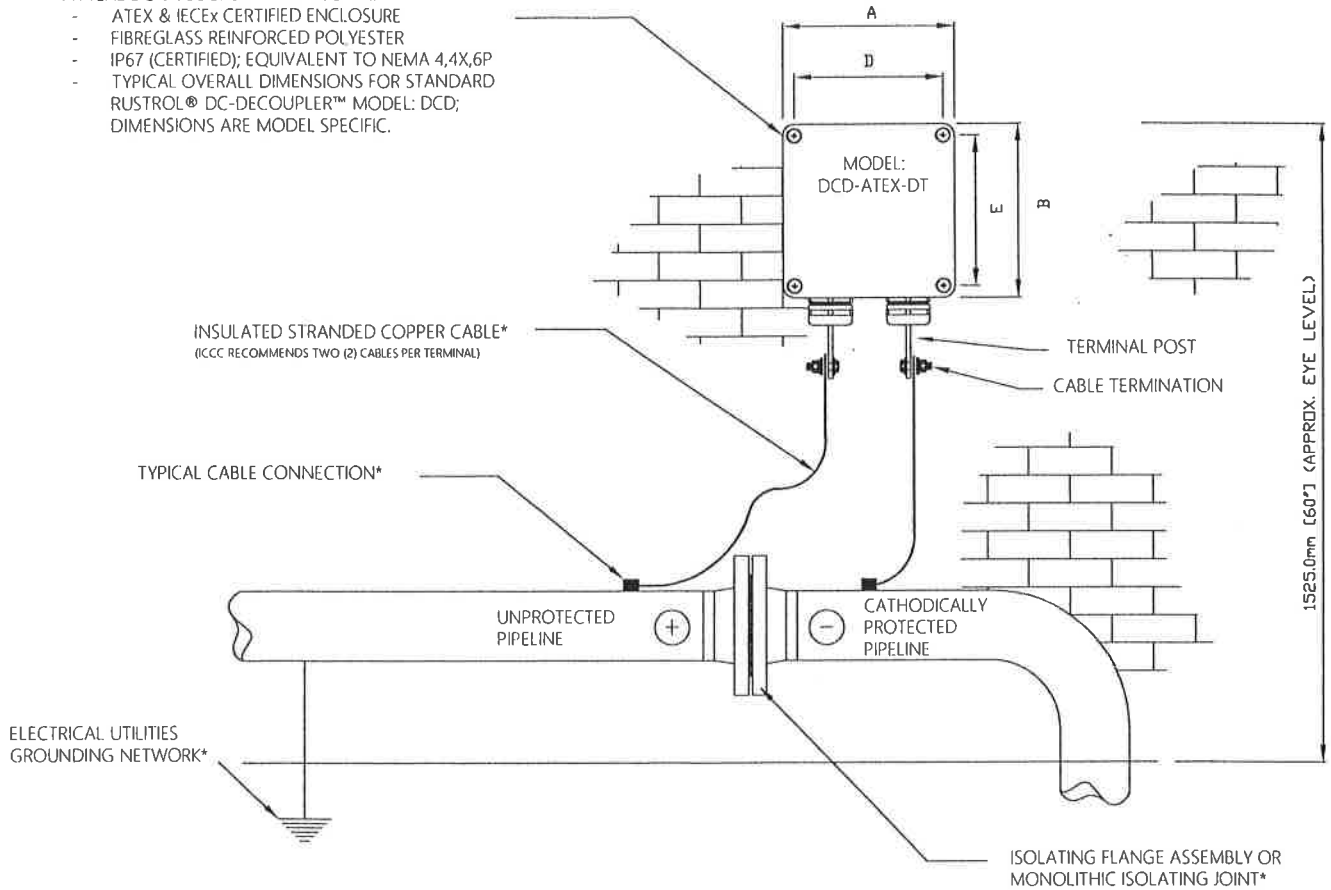 - ATEX & IECEx CERTIFIED ENCLOSURE
- FIBREGLASS REINFORCED POLYESTER
- IP67 (CERTIFIED); EQUIVALENT TO NEMA 4,4X,6P
- TYPICAL OVERALL DIMENSIONS FOR STANDARD
RUSTROL® DC-DECOUPLER™ MODEL: DCD;
DIMENSIONS ARE MODEL SPECIFIC.
A
D
MODEL:
DCD-ATEX-DT
E
B
INSULATED STRANDED COPPER CABLE*
(ICCC RECOMMENDS TWO (2) CABLES PER TERMINAL)
TERMINAL POST
CABLE TERMINATION
1525.0mm [60"] (APPROX. EYE LEVEL)
TYPICAL CABLE CONNECTION*
UNPROTECTED
PIPELINE
+
-
CATHODICALLY
PROTECTED
PIPELINE
ELECTRICAL UTILITIES
GROUNDING NETWORK*
ISOLATING FLANGE ASSEMBLY OR
MONOLITHIC ISOLATING JOINT*